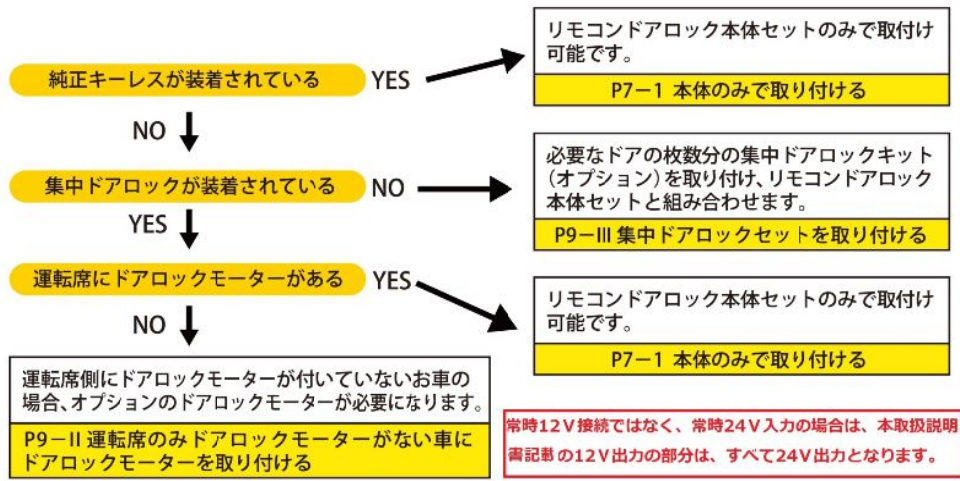 純正キーレスが装着されている
YES
リモコンドアロック本体セットのみで取付け
可能です。
P7−1 本体のみで取り付ける
NO
集中ドアロックが装着されている
NO
必要なドアの枚数分の集中ドアロックキット
(オプション)を取り付け、リモコンドアロック
本体セットと組み合わせます。
P9−III 集中ドアロックセットを取り付ける
YES
運転席にドアロックモーターがある
YES
リモコンドアロック本体セットのみで取付け
可能です。
P7−1 本体のみで取り付ける
NO
運転席側にドアロックモーターが付いていないお車の
場合、オプションのドアロックモーターが必要になります。
P9−II 運転席のみドアロックモーターがない車に
ドアロックモーターを取り付ける
常時12V接続ではなく、常時24V入力の場合は、本取扱説明
書記載の12V出力の部分は、すべて24V出力となります。